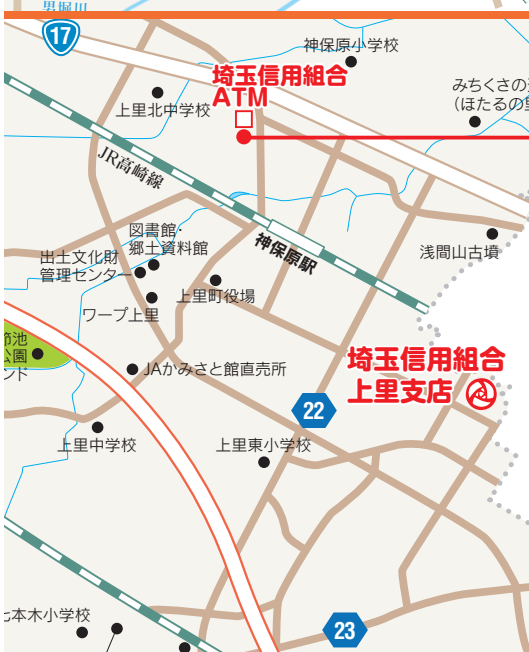 男堀川
17
神保原小学校
埼玉信用組合
ATM
みちくさの
(ほたるの
上里北中学校
JR高崎線
図書館・
郷土資料館
神保原駅
浅間山古墳
出土文化財
管理センター
上里町役場
ワープ上里
節池
公園
ンド
JAかみさと館直売所
埼玉信用組合
上里支店
22
上里中学校
上里東小学校
七本木小学校
23